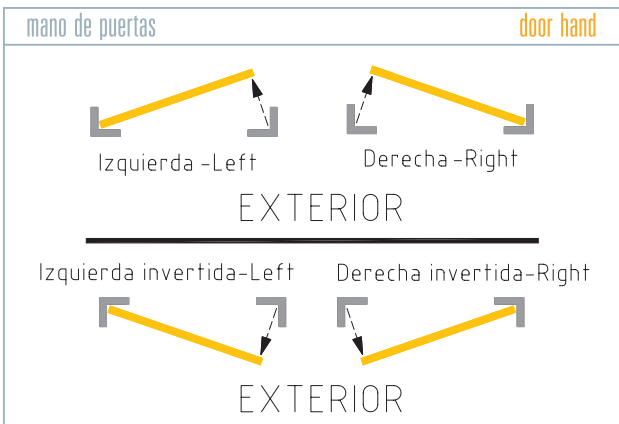 mano de puertas door hand
Izquierda -Left Derecha -Right
EXTERIOR
Izquierda invertida-Left Derecha invertida-Right
EXTERIOR